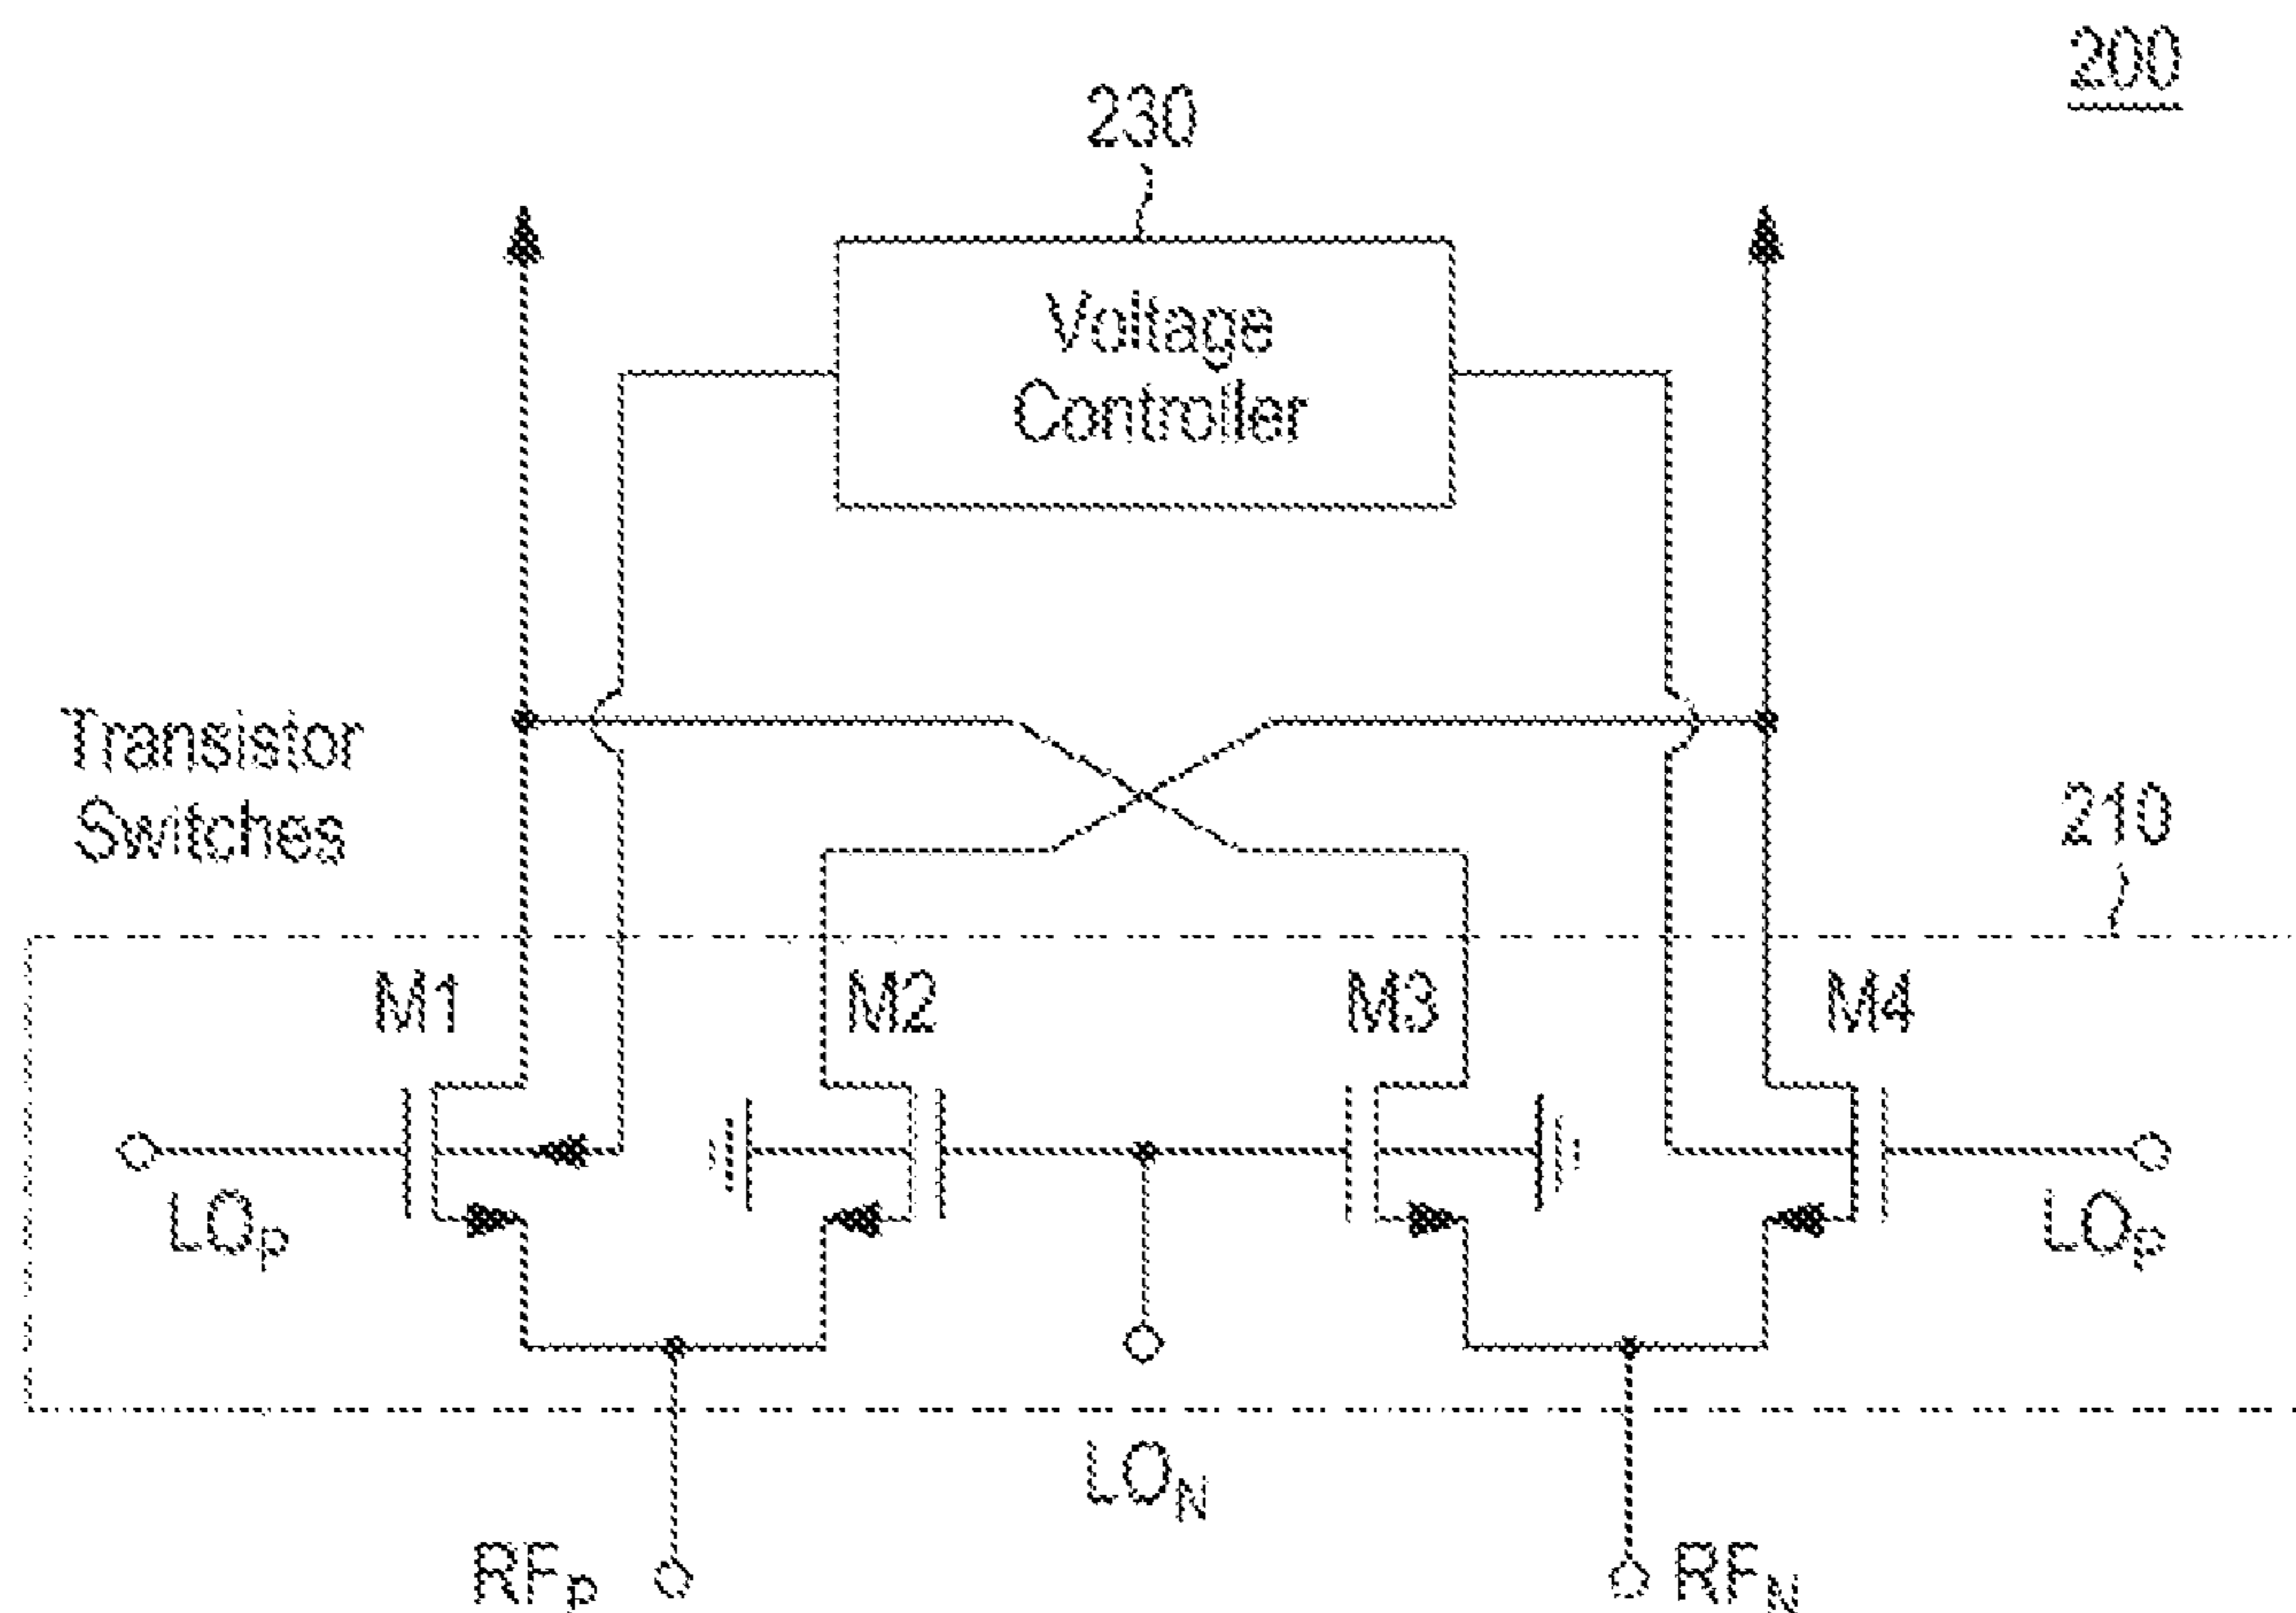 200
230
Voltage
Controller
Transistor
Switches
210
M1
M2
M3
M4
LOP
LOP
LON
RFP
RFN